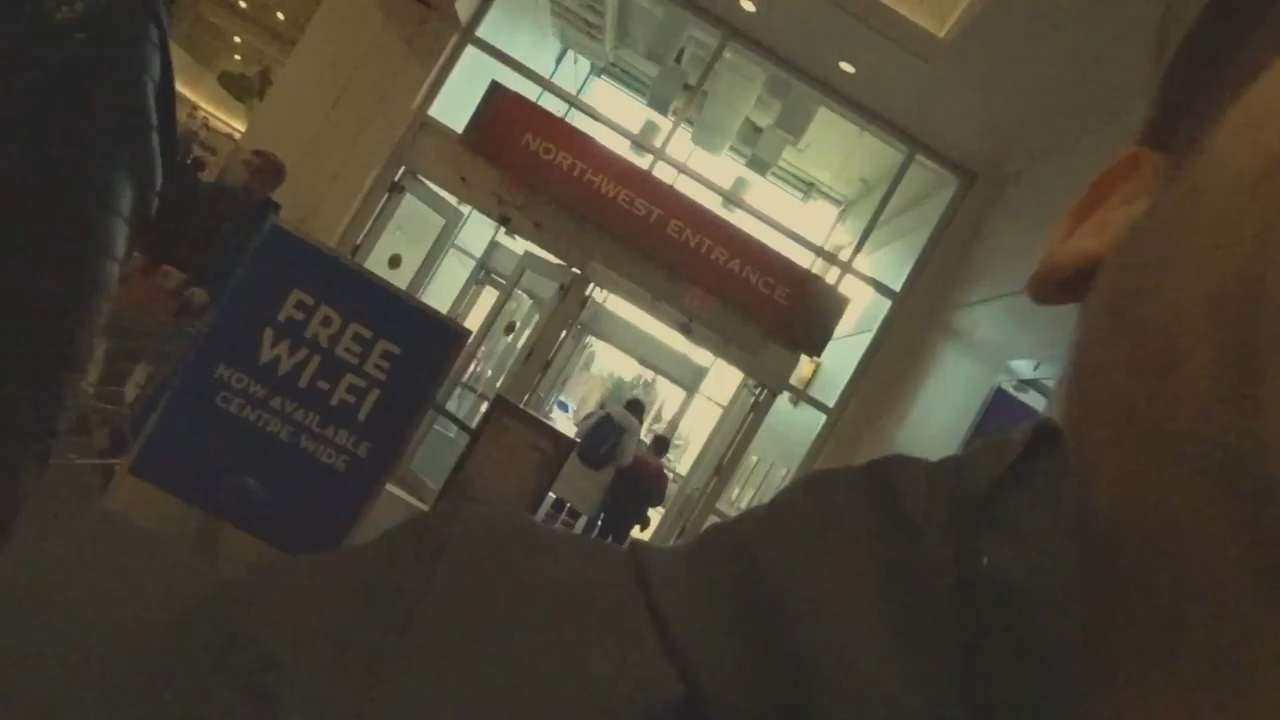 NORTHWEST ENTRANCE
FREE
WI-FI
NOW AVAILABLE
CENTRE-WIDE